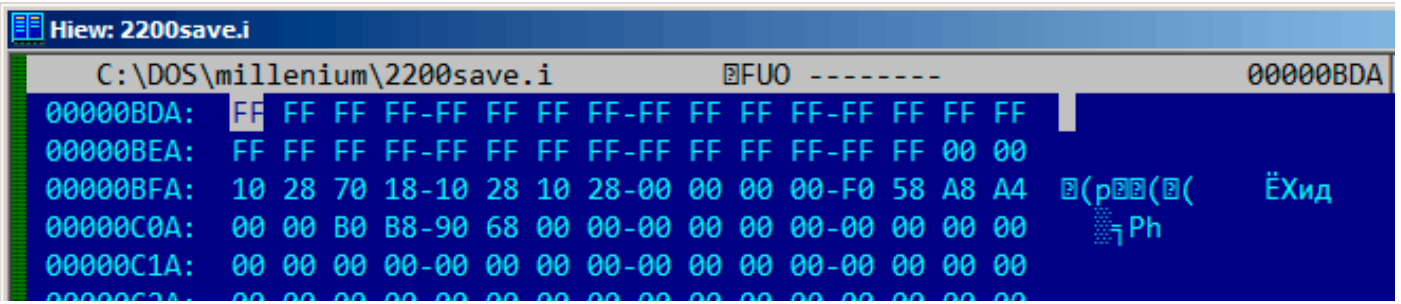 Hiew: 2200save.i
C:\DOS\millenium\2200save.i FUO -------- 00000BDA
00000BDA: FF FF FF FF-FF FF FF FF-FF FF FF FF-FF FF FF FF
00000BEA: FF FF FF FF-FF FF FF FF-FF FF FF FF-FF FF 00 00
00000BFA: 10 28 70 18-10 28 10 28-00 00 00 00-F0 58 A8 A4 (p(( ЁXид
00000C0A: 00 00 B0 B8-90 68 00 00-00 00 00 00-00 00 00 00 ░╕Рh
00000C1A: 00 00 00 00-00 00 00 00-00 00 00 00-00 00 00 00